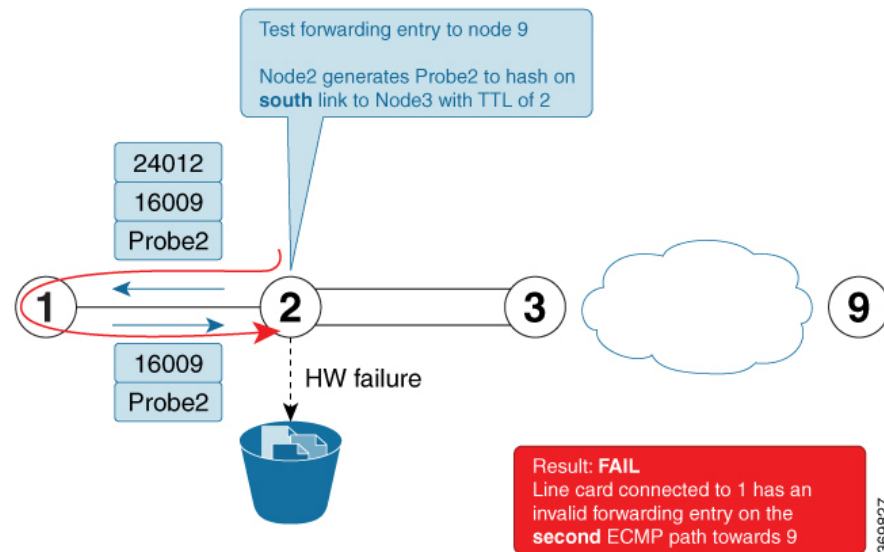 Test forwarding entry to node 9
Node2 generates Probe2 to hash on
south link to Node3 with TTL of 2
24012
16009
Probe2
1
2
3
9
16009
Probe2
HW failure
Result: FAIL
Line card connected to 1 has an
invalid forwarding entry on the
second ECMP path towards 9